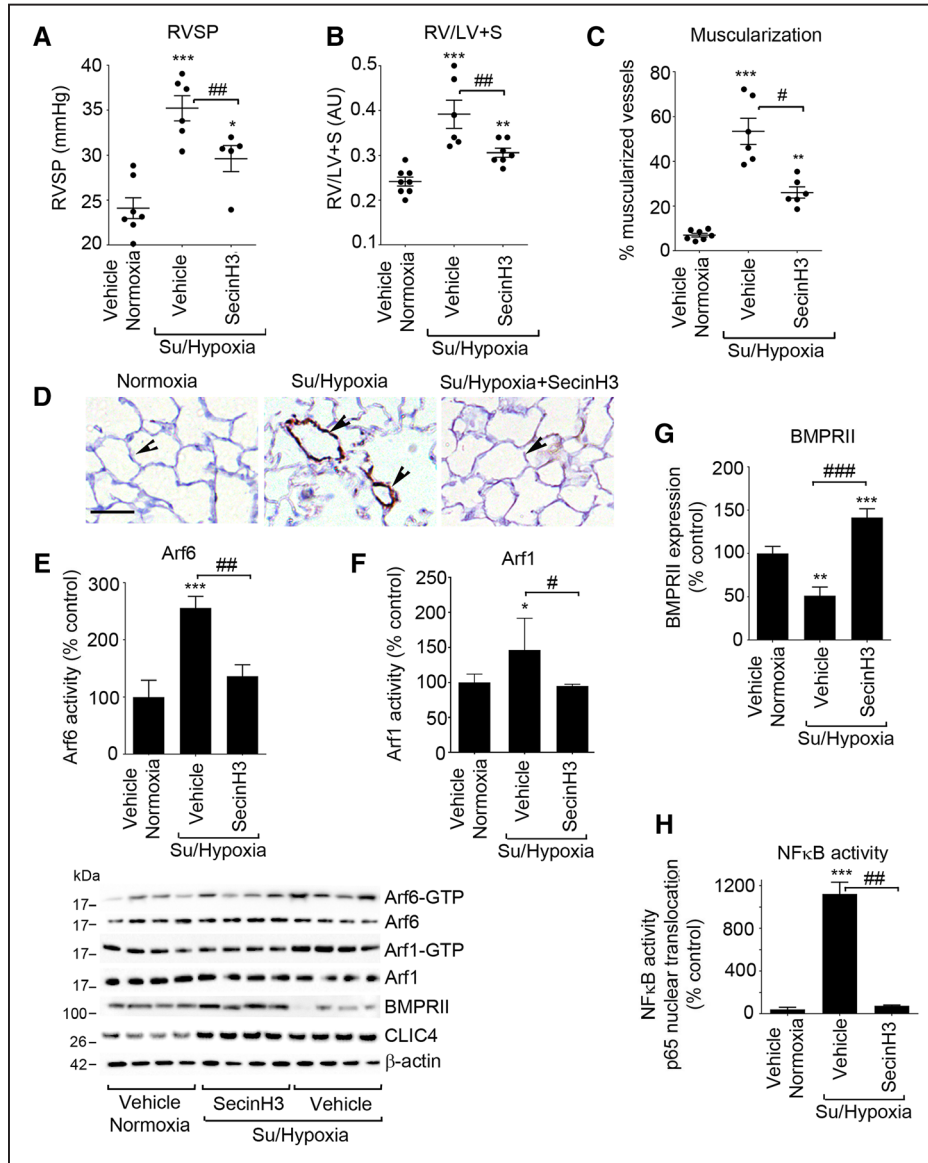 A
RVSP
RVSP (mmHg)
40
35
30
25
20
***
##
*
Vehicle
Normoxia
Vehicle
SecinH3
Su/Hypoxia
B
RV/LV+S
RV/LV+S (AU)
0.5
0.4
0.3
0.2
0.1
***
##
**
Vehicle
Normoxia
Vehicle
SecinH3
Su/Hypoxia
C
Muscularization
% muscularized vessels
80
60
40
20
0
***
#
**
Vehicle
Normoxia
Vehicle
SecinH3
Su/Hypoxia
D
Normoxia
Su/Hypoxia
Su/Hypoxia+SecinH3
E
Arf6
Arf6 activity (% control)
300
200
100
0
***
##
Vehicle
Normoxia
Vehicle
SecinH3
Su/Hypoxia
F
Arf1
Arf1 activity (% control)
250
200
150
100
50
0
*
#
Vehicle
Normoxia
Vehicle
SecinH3
Su/Hypoxia
G
BMPRII
BMPRII expression
(% control)
200
150
100
50
0
**
###
***
Vehicle
Normoxia
Vehicle
SecinH3
Su/Hypoxia
kDa
17– Arf6-GTP
17– Arf6
17– Arf1-GTP
17– Arf1
100– BMPRII
26– CLIC4
42– β-actin
Vehicle
Normoxia
SecinH3
Vehicle
Su/Hypoxia
H
NFκB activity
NFκB activity
p65 nuclear translocation
(% control)
1200
800
400
0
***
##
Vehicle
Normoxia
Vehicle
SecinH3
Su/Hypoxia